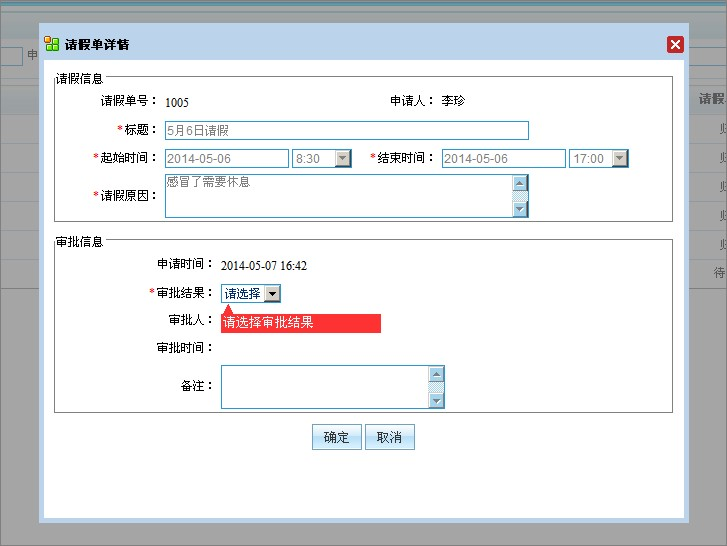 申
请假单详情
请假
请假信息
请假单号： 1005 申请人： 李珍
*标题： 5月6日请假
*起始时间： 2014-05-06 8:30 *结束时间： 2014-05-06 17:00
*请假原因： 感冒了需要休息
审批信息
申请时间： 2014-05-07 16:42
*审批结果： 请选择
审批人： 请选择审批结果
审批时间：
待
备注：
确定 取消